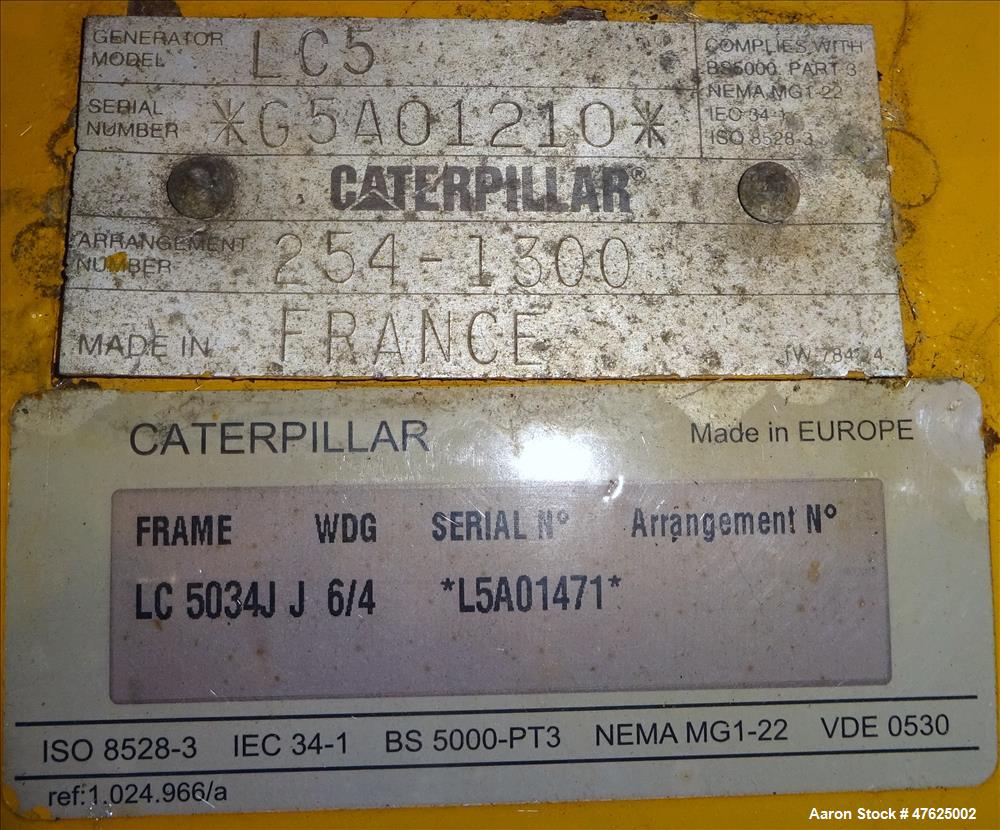 GENERATOR MODEL LC5
SERIAL NUMBER *G5A01210*
COMPLIES WITH
BS5000 PART 3
NEMA MG1-22
IEC 34-1
ISO 8528-3
CATERPILLAR®
ARRANGEMENT NUMBER 254-1300
MADE IN FRANCE
CATERPILLAR Made in EUROPE
FRAME WDG SERIAL N° Arrangement N°
LC 5034J J 6/4 *L5A01471*
ISO 8528-3 IEC 34-1 BS 5000-PT3 NEMA MG1-22 VDE 0530
ref:1.024.966/a
Aaron Stock # 47625002